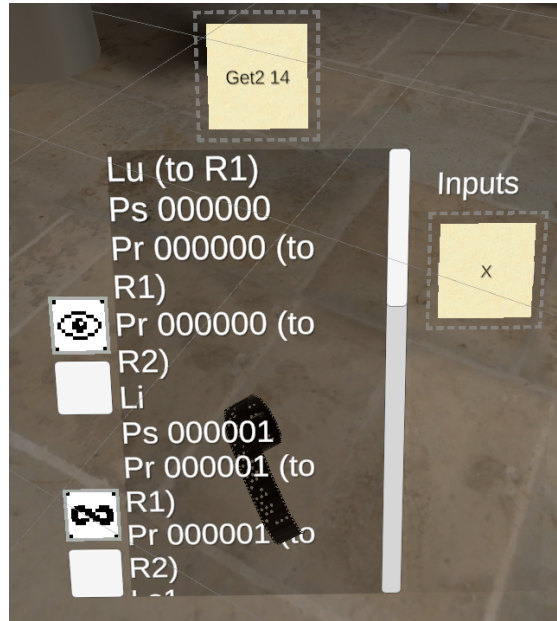 Get2 14
Lu (to R1)
Ps 000000
Pr 000000 (to
R1)
Pr 000000 (to
R2)
Li
Ps 000001
Pr 000001 (to
R1)
Pr 000001 (to
R2)
Inputs
X